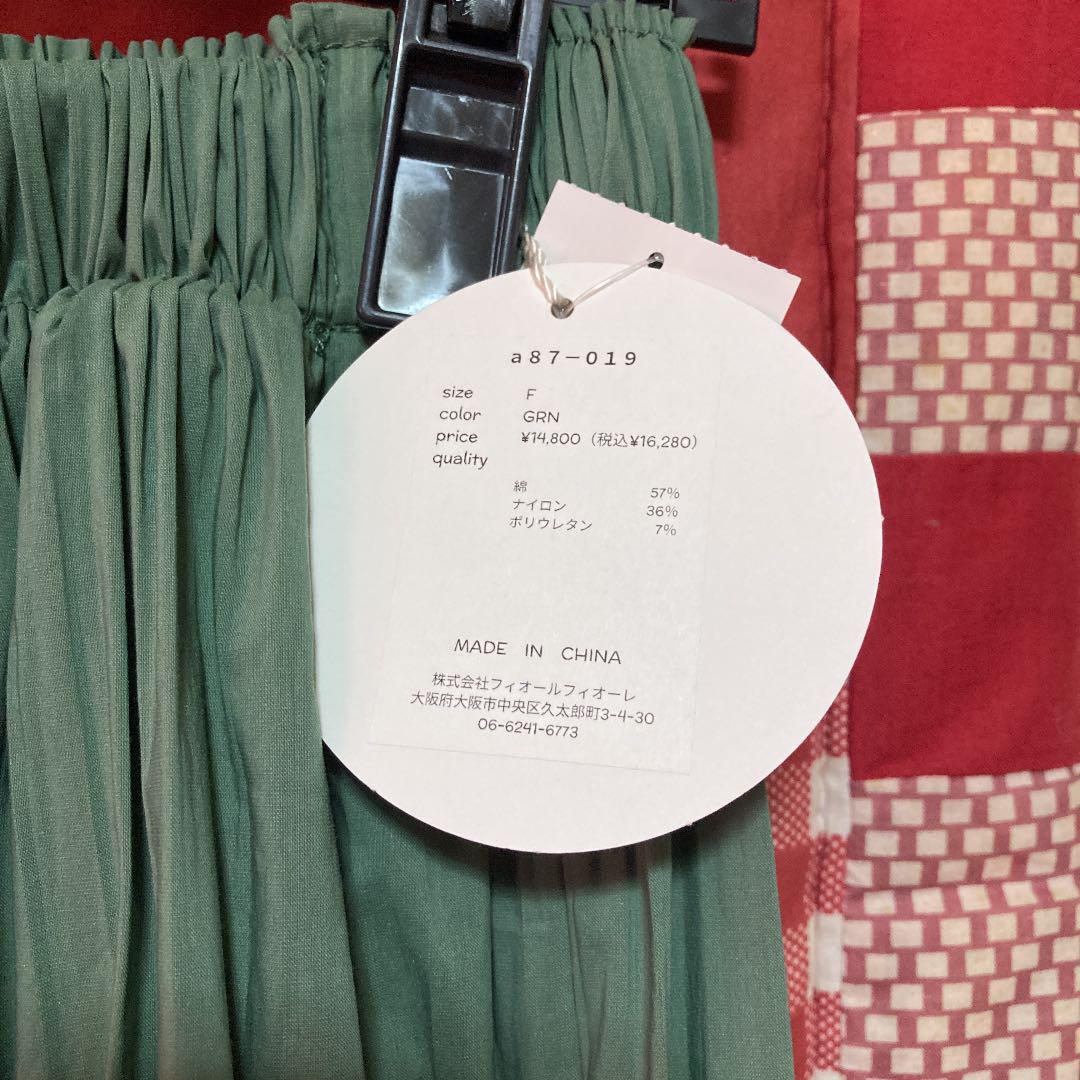 a87-019
size F
color GRN
price ¥14,800（税込¥16,280）
quality
綿 57%
ナイロン 36%
ポリウレタン 7%
MADE IN CHINA
株式会社フィオールフィオーレ
大阪府大阪市中央区久太郎町3-4-30
06-6241-6773